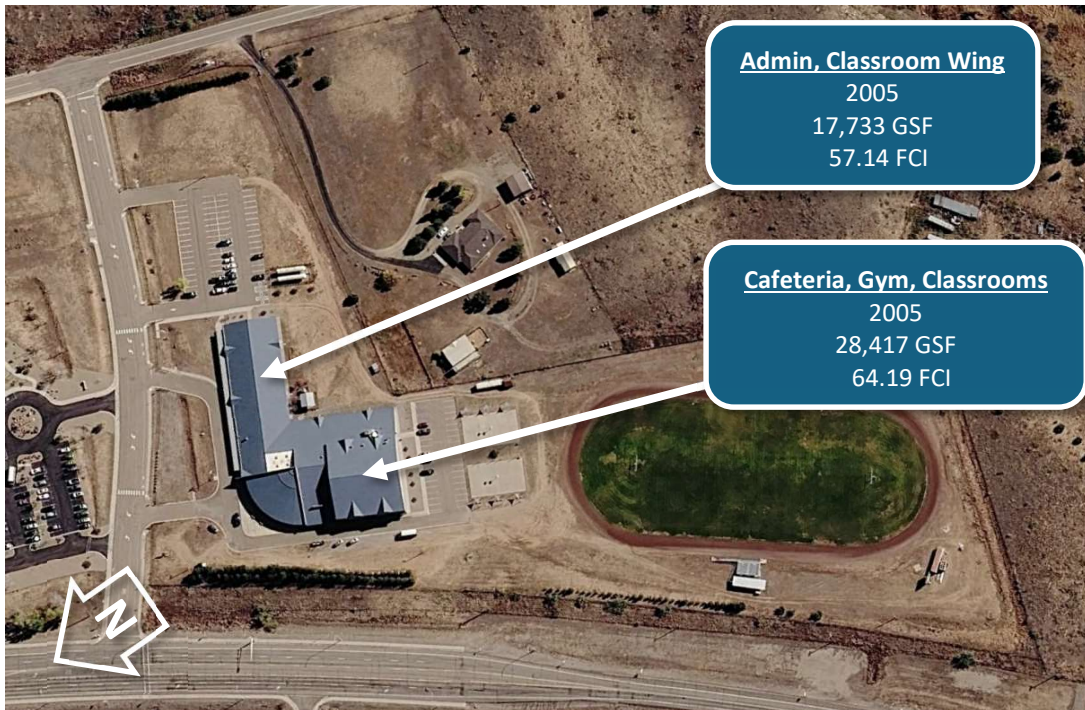 Admin, Classroom Wing
2005
17,733 GSF
57.14 FCI
Cafeteria, Gym, Classrooms
2005
28,417 GSF
64.19 FCI
N